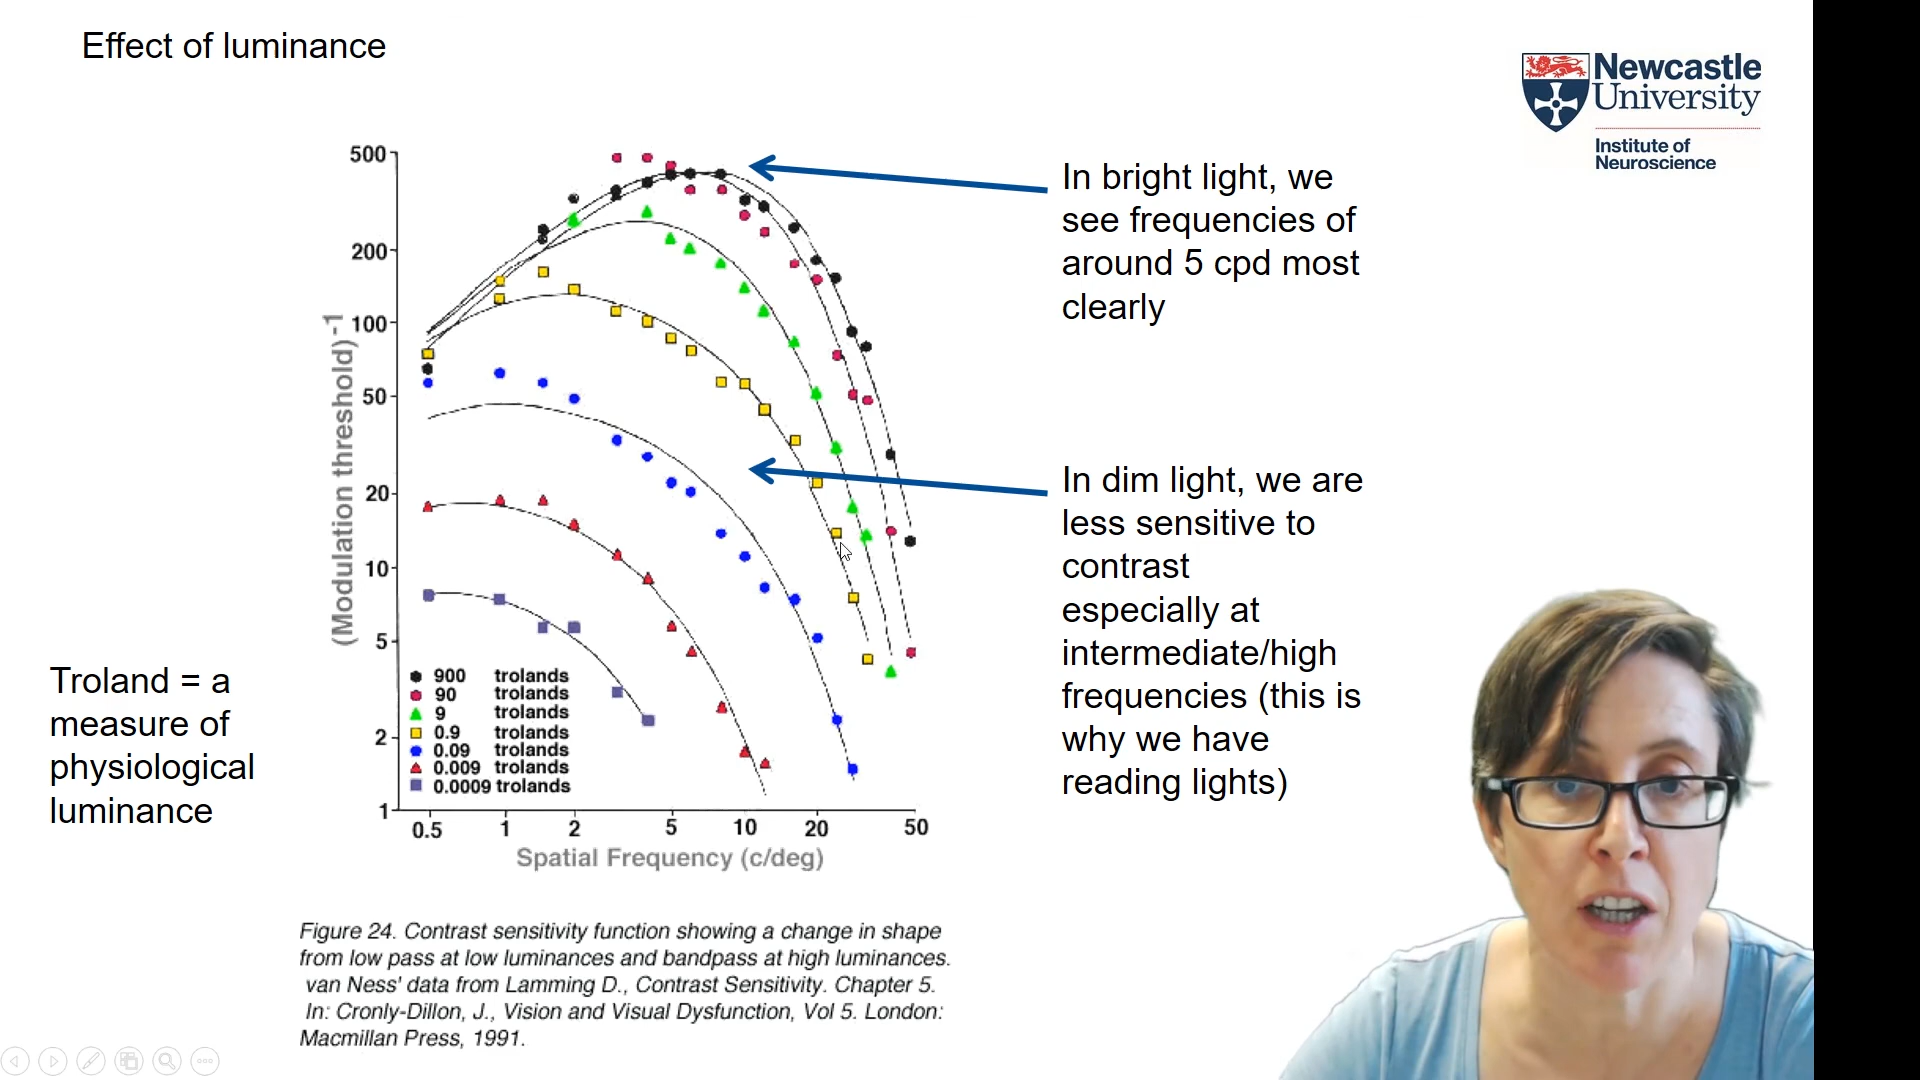 Effect of luminance
Newcastle
University
Institute of
Neuroscience
500
200
100
50
20
10
5
2
1
(Modulation threshold) -1
900 trolands
90 trolands
9 trolands
0.9 trolands
0.09 trolands
0.009 trolands
0.0009 trolands
0.5 1 2 5 10 20 50
Spatial Frequency (c/deg)
In bright light, we
see frequencies of
around 5 cpd most
clearly
In dim light, we are
less sensitive to
contrast
especially at
intermediate/high
frequencies (this is
why we have
reading lights)
Troland = a
measure of
physiological
luminance
Figure 24. Contrast sensitivity function showing a change in shape
from low pass at low luminances and bandpass at high luminances.
van Ness' data from Lamming D., Contrast Sensitivity. Chapter 5.
In: Cronly-Dillon, J., Vision and Visual Dysfunction, Vol 5. London:
Macmillan Press, 1991.